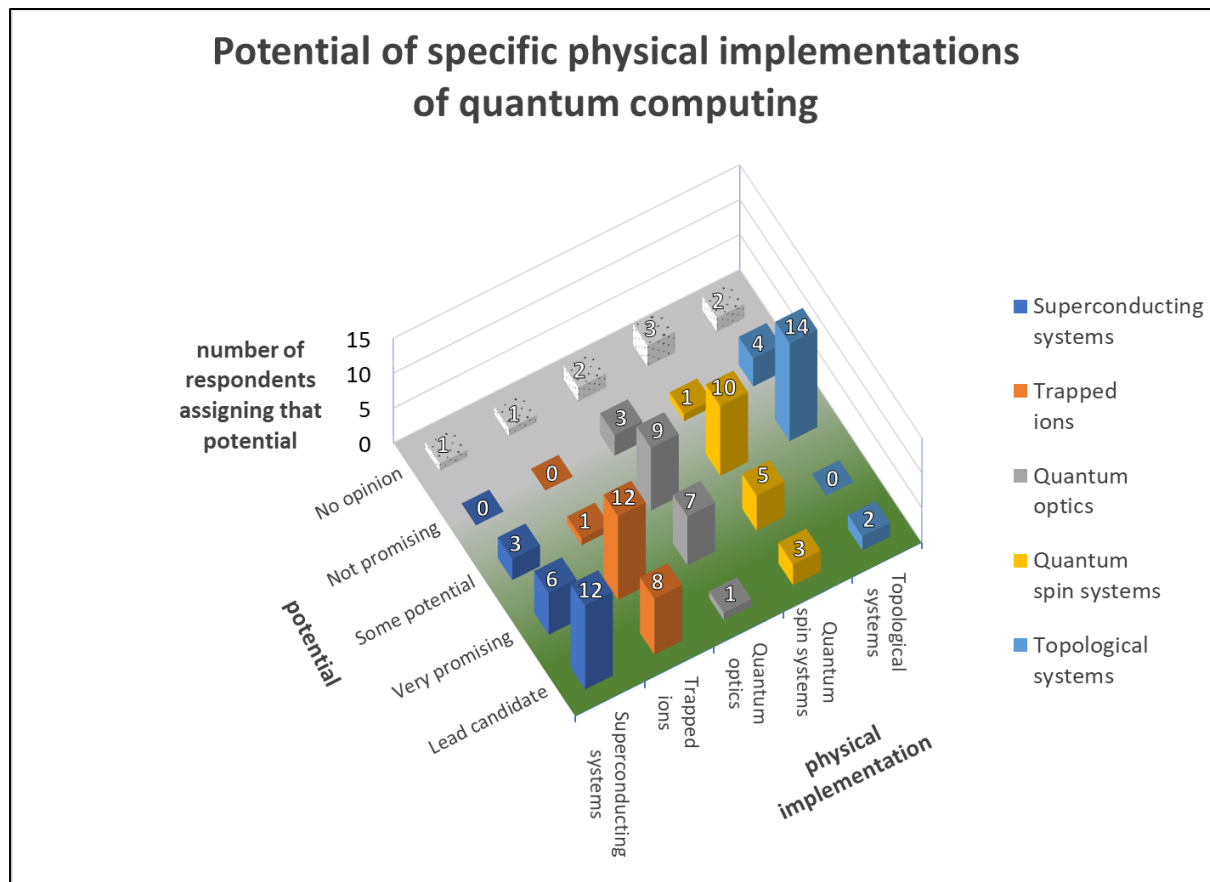 Potential of specific physical implementations
of quantum computing
number of
respondents
assigning that
potential
15
10
5
0
No opinion
Not promising
Some potential
Very promising
Lead candidate
potential
1
1
2
3
2
0
0
3
1
4
3
1
9
10
14
6
12
7
5
0
12
8
1
3
2
Superconducting
systems
Trapped
ions
Quantum
optics
Quantum
spin systems
Topological
systems
physical
implementation
Superconducting
systems
Trapped
ions
Quantum
optics
Quantum
spin systems
Topological
systems